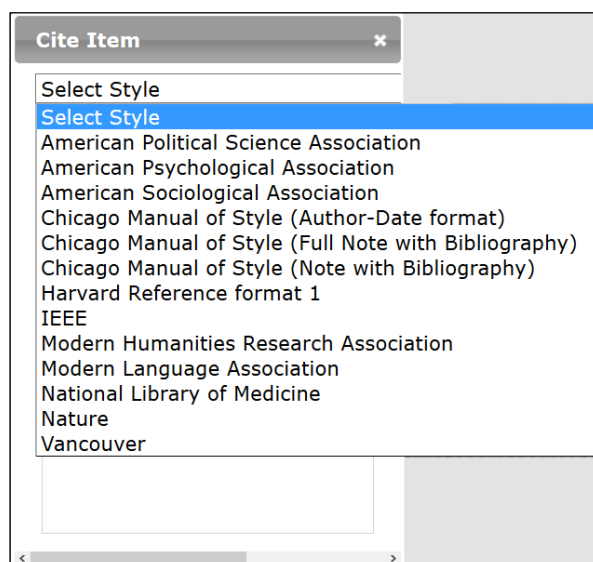 Cite Item
Select Style
Select Style
American Political Science Association
American Psychological Association
American Sociological Association
Chicago Manual of Style (Author-Date format)
Chicago Manual of Style (Full Note with Bibliography)
Chicago Manual of Style (Note with Bibliography)
Harvard Reference format 1
IEEE
Modern Humanities Research Association
Modern Language Association
National Library of Medicine
Nature
Vancouver